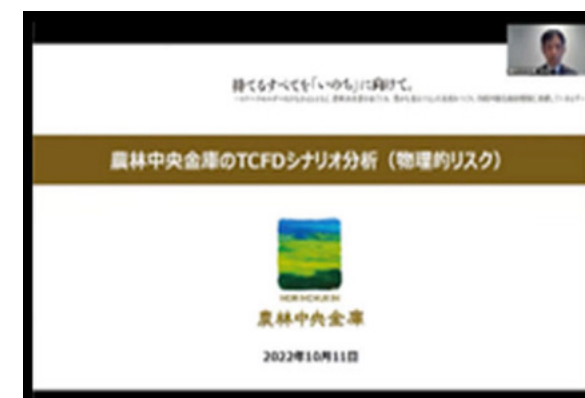 持てるすべてを「いのち」に向けて。
農林中央金庫のTCFDシナリオ分析（物理的リスク）
NORINCHUKIN
農林中央金庫
2022年10月11日